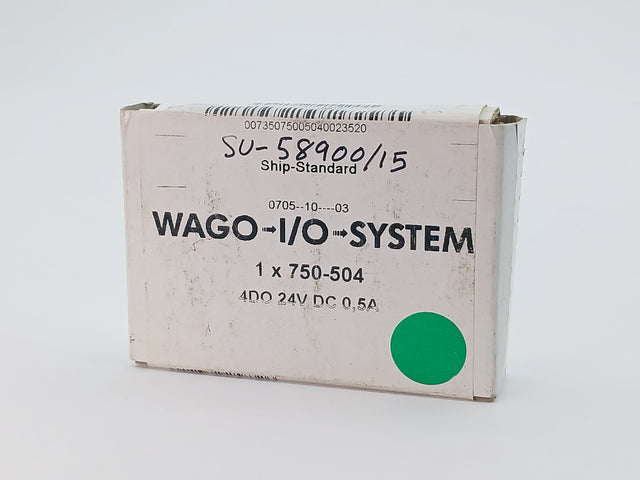 00735075005040023520
SU-58900/15
Ship-Standard
0705--10----03
WAGO➟I/O➟SYSTEM
1 x 750-504
4DO 24V DC 0,5A